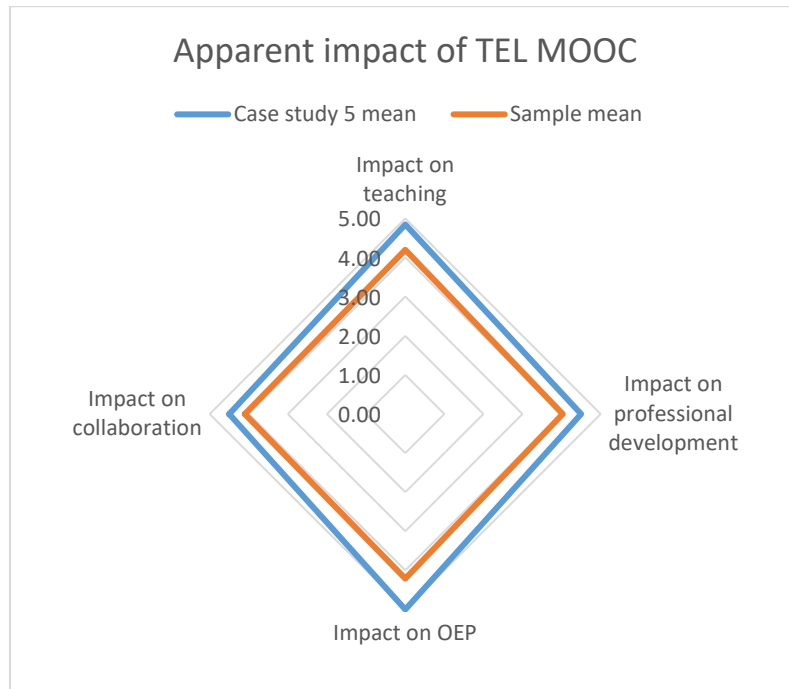 Apparent impact of TEL MOOC
Case study 5 mean
Sample mean
Impact on
teaching
5.00
4.00
3.00
2.00
1.00
0.00
Impact on
professional
development
Impact on
collaboration
Impact on OEP